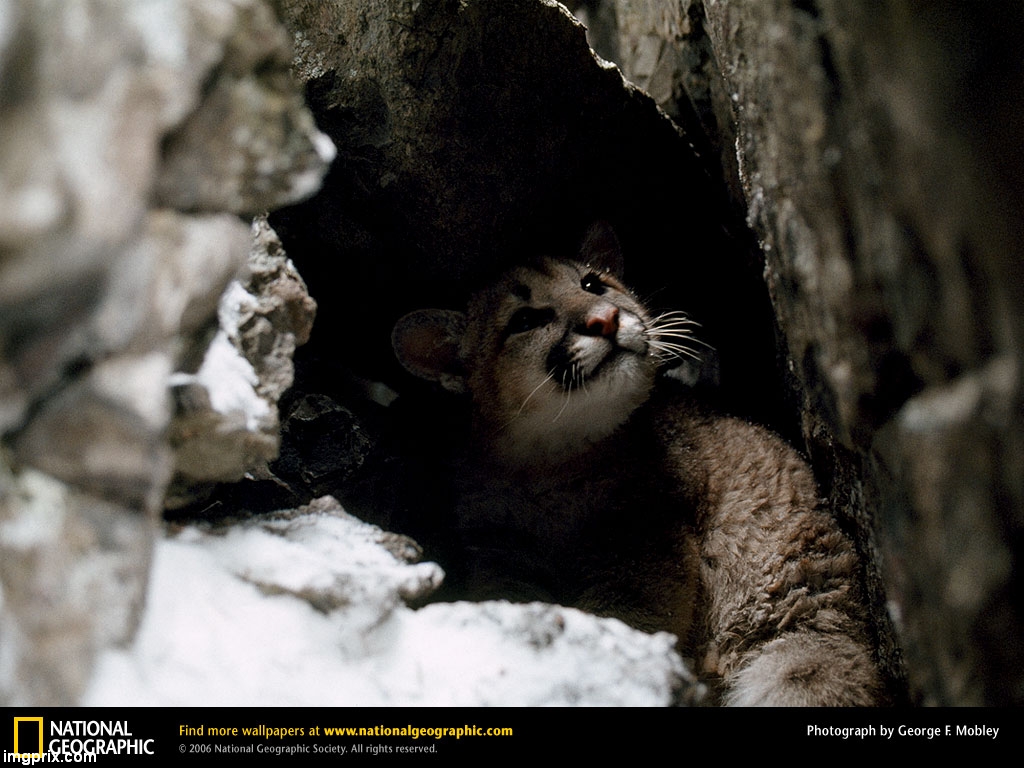 NATIONAL
GEOGRAPHIC
imgprix.com
Find more wallpapers at www.nationalgeographic.com
© 2006 National Geographic Society. All rights reserved.
Photograph by George F. Mobley